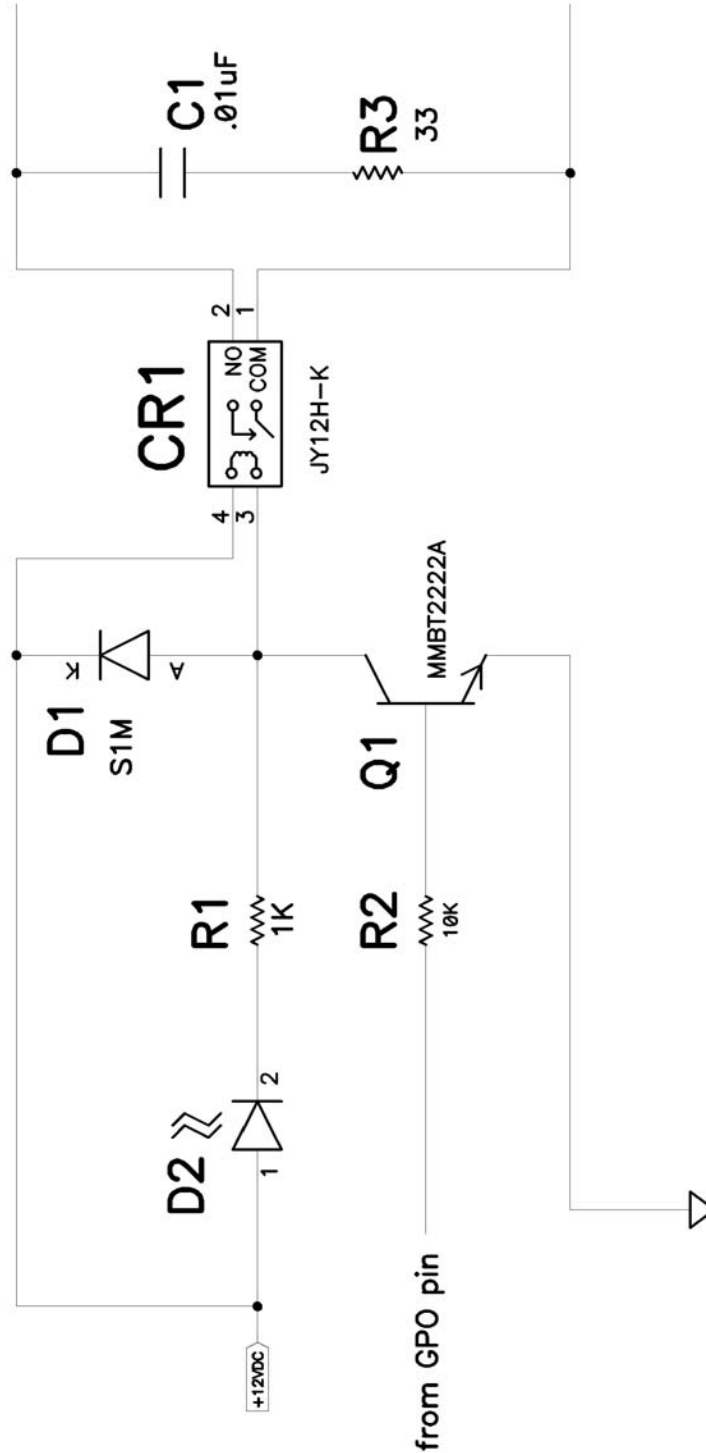 +12VDC
D2
1
2
R1
1K
D1
S1M
K
A
CR1
4
3
2
1
NO
COM
JY12H-K
C1
.01uF
R3
33
from GPO pin
R2
10K
Q1
MMBT2222A